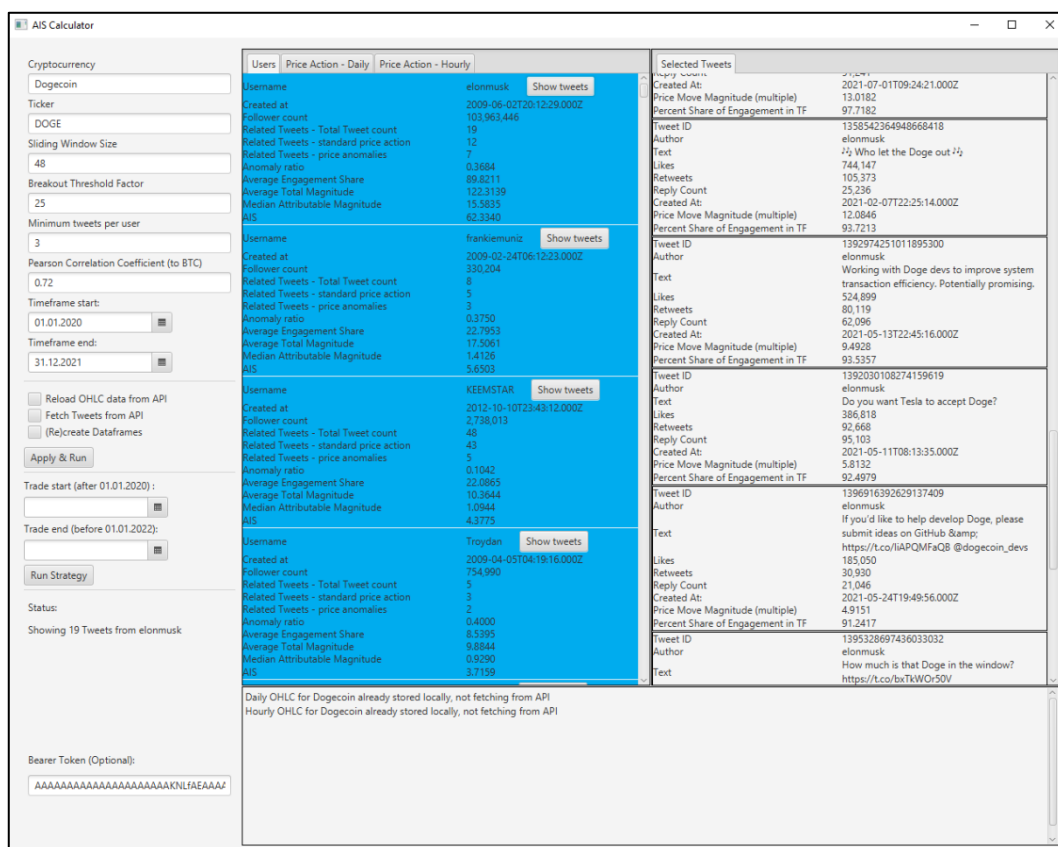 AIS Calculator
Cryptocurrency
Dogecoin
Ticker
DOGE
Sliding Window Size
48
Breakout Threshold Factor
25
Minimum tweets per user
3
Pearson Correlation Coefficient (to BTC)
0.72
Timeframe start:
01.01.2020
Timeframe end:
31.12.2021
Reload OHLC data from API
Fetch Tweets from API
(Re)create Dataframes
Apply & Run
Trade start (after 01.01.2020) :
Trade end (before 01.01.2022):
Run Strategy
Status:
Showing 19 Tweets from elonmusk
Bearer Token (Optional):
AAAAAAAAAAAAAAAAAAAAAKNLfAEAAAA
Users Price Action - Daily Price Action - Hourly
Username elonmusk Show tweets
Created at 2009-06-02T20:12:29.000Z
Follower count 103,963,446
Related Tweets - Total Tweet count 19
Related Tweets - standard price action 12
Related Tweets - price anomalies 7
Anomaly ratio 0.3684
Average Engagement Share 89.8211
Average Total Magnitude 122.3139
Median Attributable Magnitude 15.5835
AIS 62.3340
Username frankiemuniz Show tweets
Created at 2009-02-24T06:12:23.000Z
Follower count 330,204
Related Tweets - Total Tweet count 8
Related Tweets - standard price action 5
Related Tweets - price anomalies 3
Anomaly ratio 0.3750
Average Engagement Share 22.7953
Average Total Magnitude 17.5061
Median Attributable Magnitude 1.4126
AIS 5.6503
Username KEEMSTAR Show tweets
Created at 2012-10-10T23:43:12.000Z
Follower count 2,738,013
Related Tweets - Total Tweet count 48
Related Tweets - standard price action 43
Related Tweets - price anomalies 5
Anomaly ratio 0.1042
Average Engagement Share 22.0865
Average Total Magnitude 10.3644
Median Attributable Magnitude 1.0944
AIS 4.3775
Username Troydan Show tweets
Created at 2009-04-05T04:19:16.000Z
Follower count 754,990
Related Tweets - Total Tweet count 5
Related Tweets - standard price action 3
Related Tweets - price anomalies 2
Anomaly ratio 0.4000
Average Engagement Share 8.5395
Average Total Magnitude 9.8844
Median Attributable Magnitude 0.9290
AIS 3.7159
Selected Tweets
Reply Count 51,241
Created At: 2021-07-01T09:24:21.000Z
Price Move Magnitude (multiple) 13.0182
Percent Share of Engagement in TF 97.7182
Tweet ID 1358542364948668418
Author elonmusk
Text 🎶 Who let the Doge out 🎶
Likes 744,147
Retweets 105,373
Reply Count 25,236
Created At: 2021-02-07T22:25:14.000Z
Price Move Magnitude (multiple) 12.0846
Percent Share of Engagement in TF 93.7213
Tweet ID 1392974251011895300
Author elonmusk
Text Working with Doge devs to improve system
transaction efficiency. Potentially promising.
Likes 524,899
Retweets 80,119
Reply Count 62,096
Created At: 2021-05-13T22:45:16.000Z
Price Move Magnitude (multiple) 9.4928
Percent Share of Engagement in TF 93.5357
Tweet ID 1392030108274159619
Author elonmusk
Text Do you want Tesla to accept Doge?
Likes 386,818
Retweets 92,668
Reply Count 95,103
Created At: 2021-05-11T08:13:35.000Z
Price Move Magnitude (multiple) 5.8132
Percent Share of Engagement in TF 92.4979
Tweet ID 1396916392629137409
Author elonmusk
If you'd like to help develop Doge, please
Text submit ideas on GitHub &amp;
https://t.co/liAPQMFaQB @dogecoin_devs
Likes 185,050
Retweets 30,930
Reply Count 21,046
Created At: 2021-05-24T19:49:56.000Z
Price Move Magnitude (multiple) 4.9151
Percent Share of Engagement in TF 91.2417
Tweet ID 1395328697436033032
Author elonmusk
Text How much is that Doge in the window?
https://t.co/bxTkWOr50V
Daily OHLC for Dogecoin already stored locally, not fetching from API
Hourly OHLC for Dogecoin already stored locally, not fetching from API